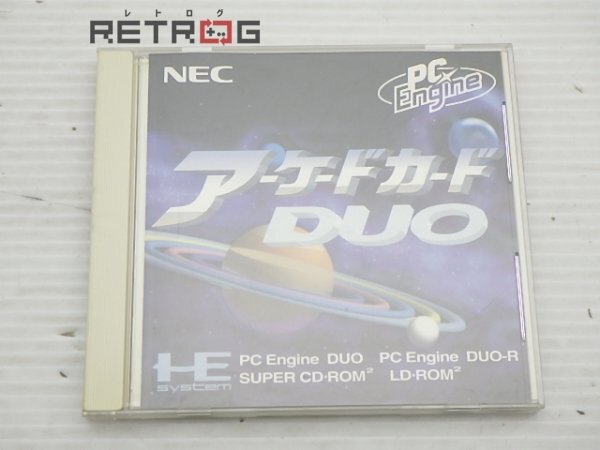 レトログ
RETROG
NEC
PC Engine
アーケードカード
DUO
HE system
PC Engine DUO PC Engine DUO-R
SUPER CD・ROM² LD・ROM²